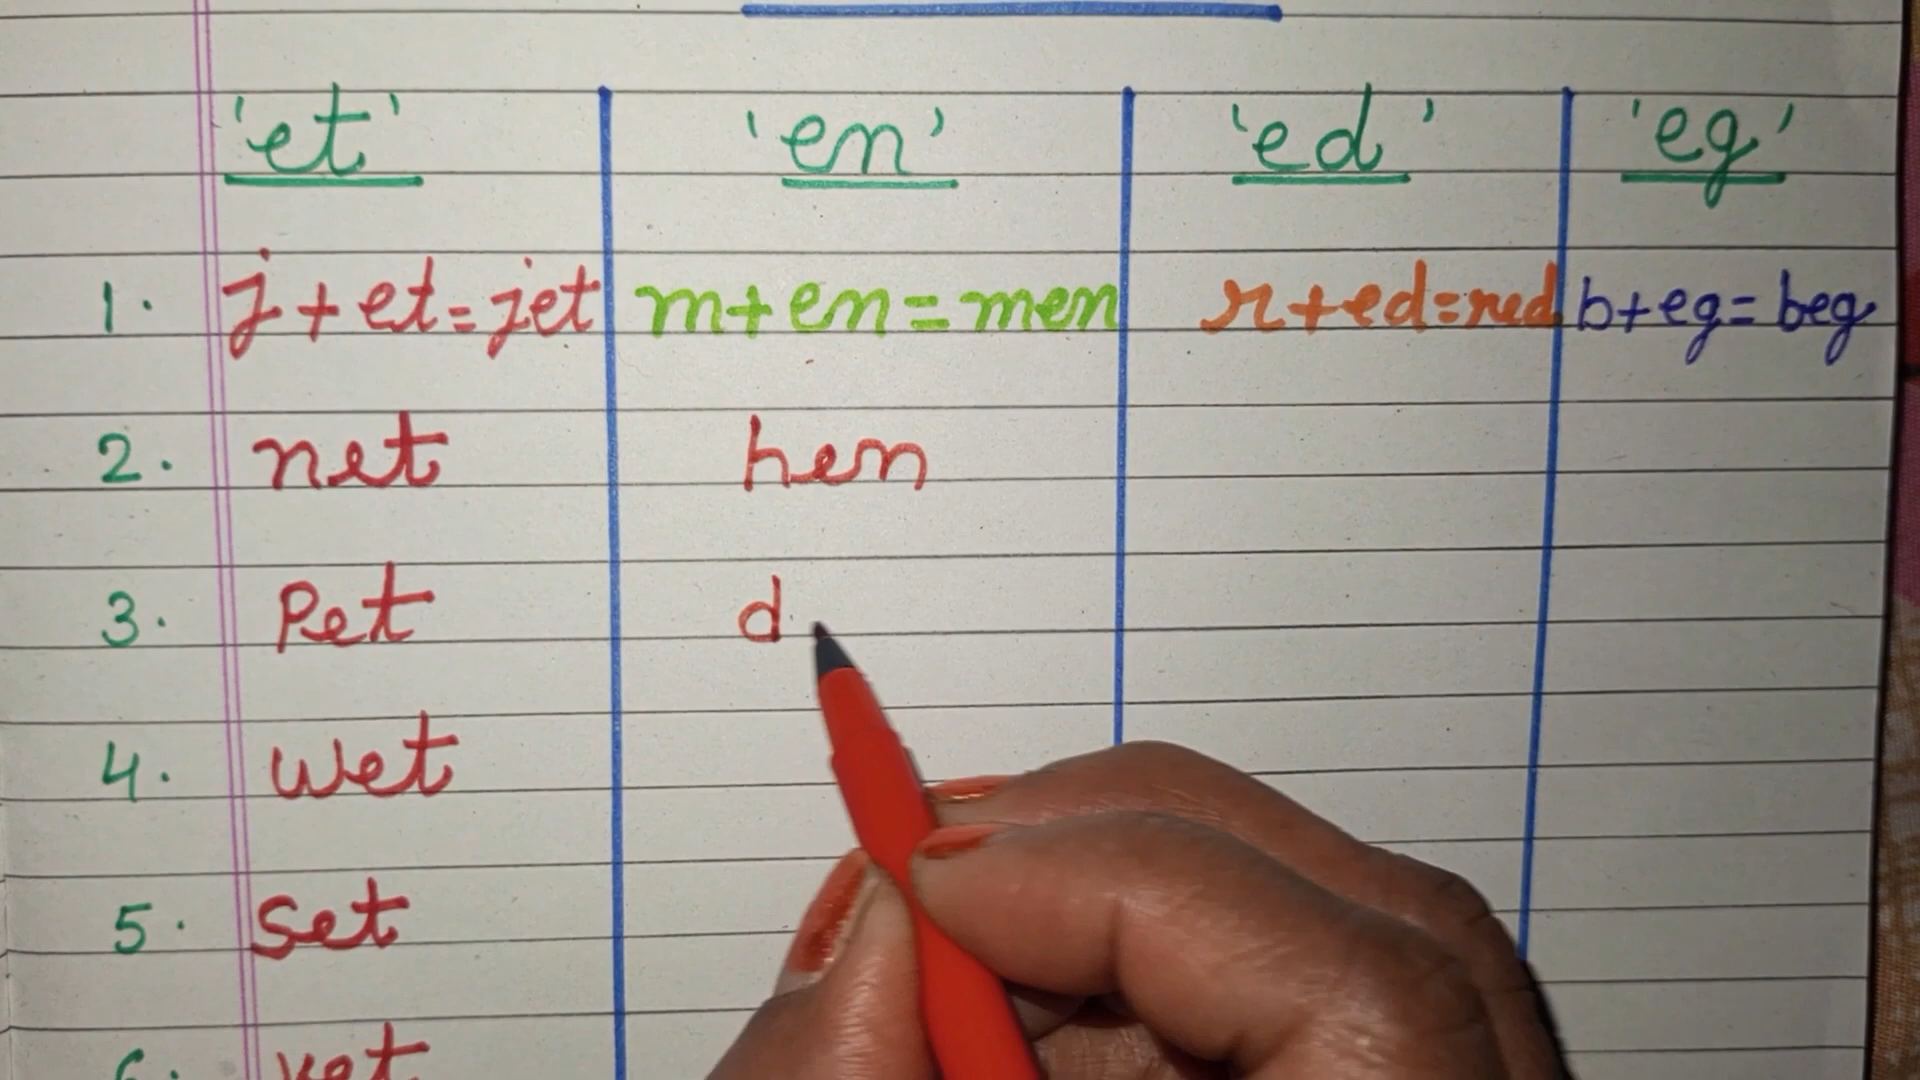 'et' 'en' 'ed' 'eg'
1. j+et=jet m+en=men r+ed=red b+eg=beg
2. net hen
3. Pet d
4. wet
5. set